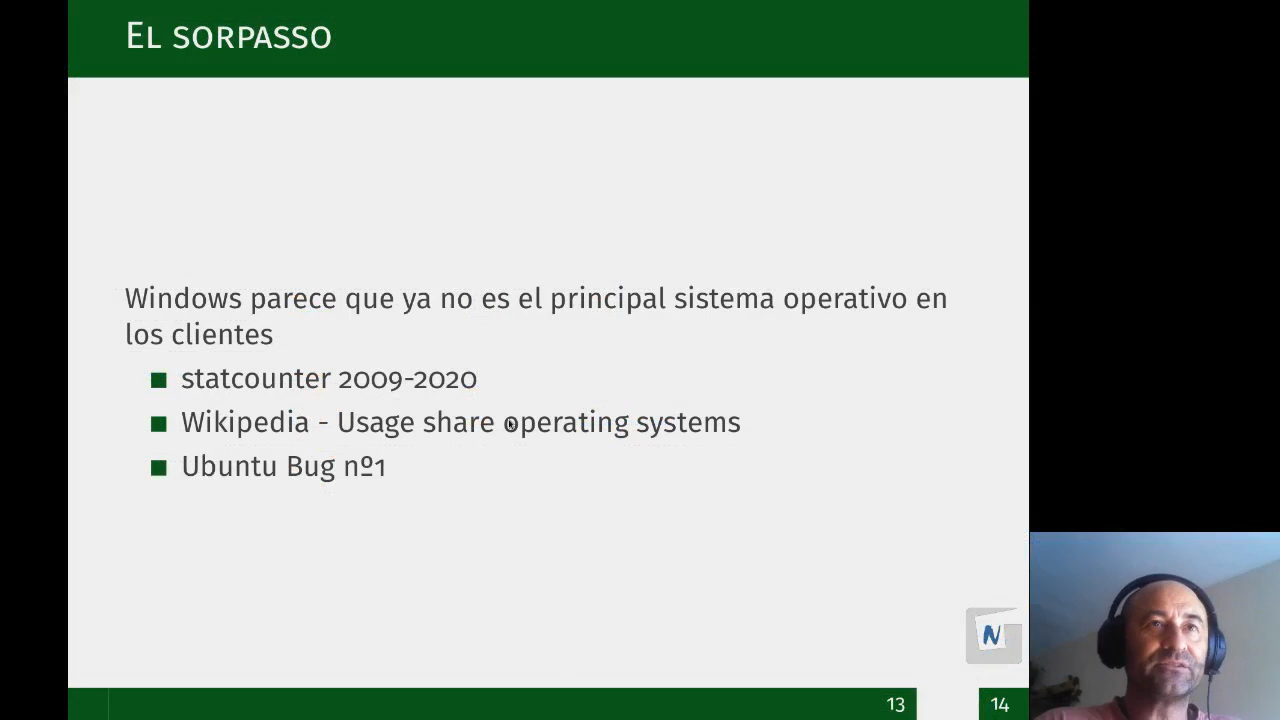 El sorpasso
Windows parece que ya no es el principal sistema operativo en
los clientes
statcounter 2009-2020
Wikipedia - Usage share operating systems
Ubuntu Bug nº1
N
13
14